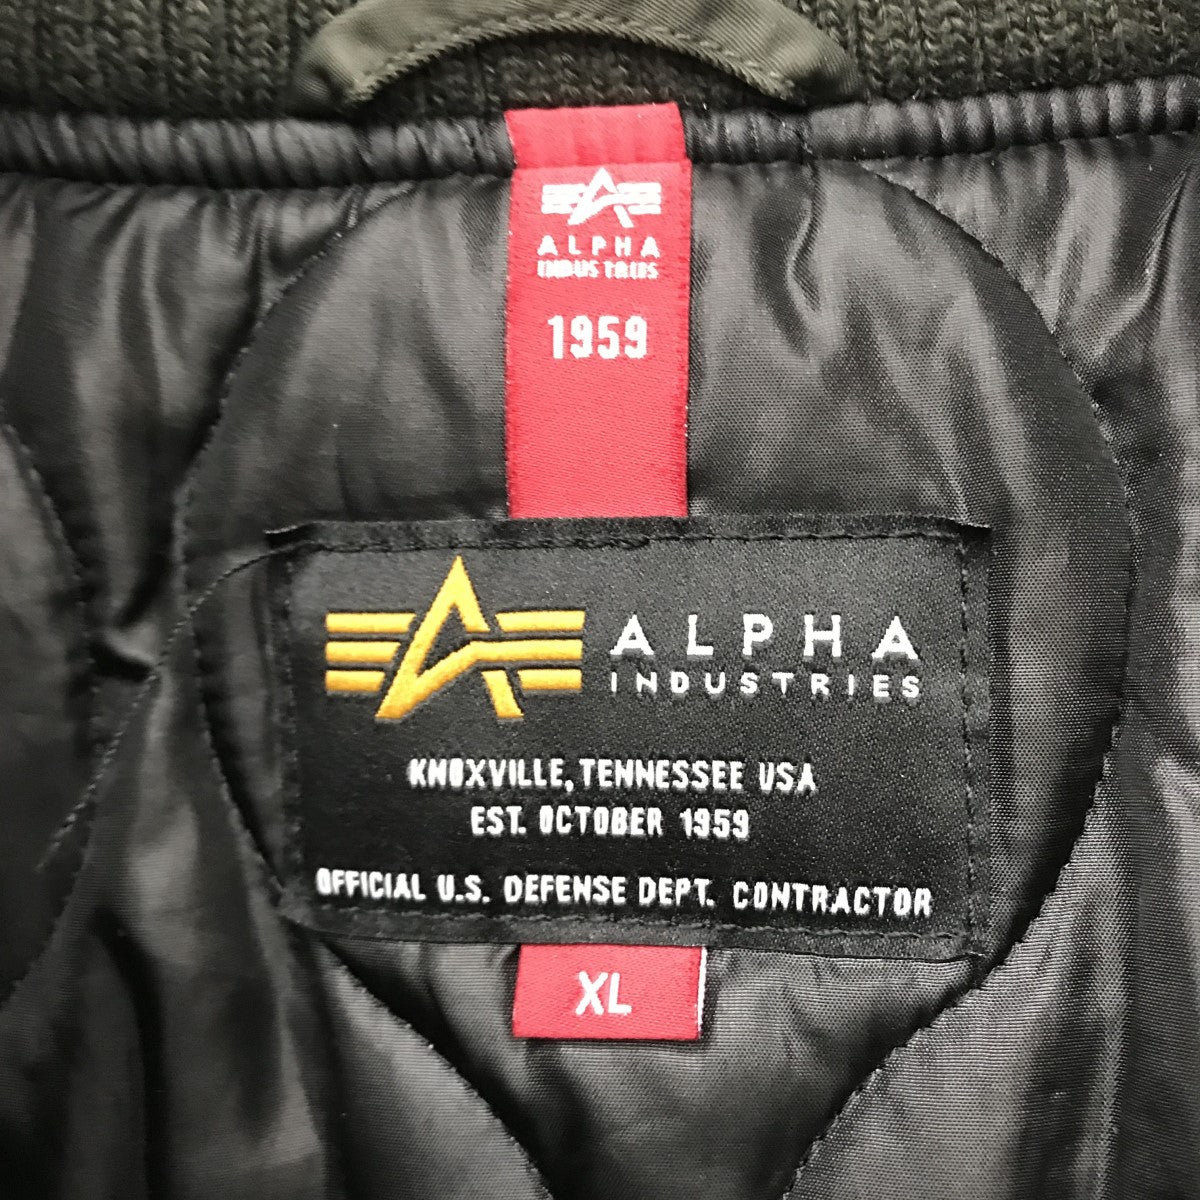 ALPHA
INDUSTRIES
1959
ALPHA
INDUSTRIES
KNOXVILLE, TENNESSEE USA
EST. OCTOBER 1959
OFFICIAL U.S. DEFENSE DEPT. CONTRACTOR
XL